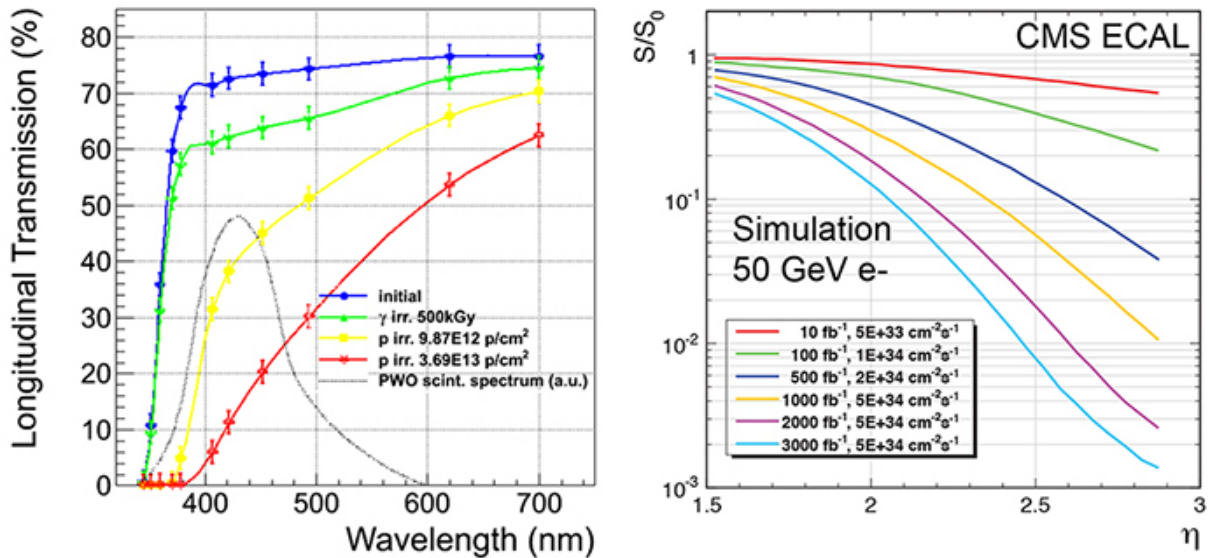 Longitudinal Transmission (%)
80
70
60
50
40
30
20
10
0
initial
γ irr. 500kGy
p irr. 9.87E12 p/cm²
p irr. 3.69E13 p/cm²
PWO scint. spectrum (a.u.)
400
500
600
700
Wavelength (nm)
S/S₀
CMS ECAL
1
10⁻¹
10⁻²
10⁻³
Simulation
50 GeV e-
10 fb⁻¹, 5E+33 cm⁻²s⁻¹
100 fb⁻¹, 1E+34 cm⁻²s⁻¹
500 fb⁻¹, 2E+34 cm⁻²s⁻¹
1000 fb⁻¹, 5E+34 cm⁻²s⁻¹
2000 fb⁻¹, 5E+34 cm⁻²s⁻¹
3000 fb⁻¹, 5E+34 cm⁻²s⁻¹
1.5
2
2.5
3
η